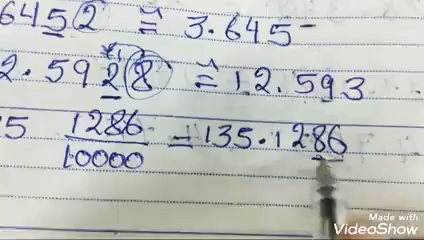 6452 ≅ 3.645
2.5928 ≅ 12.593
5 1286/10000 = 135.1286
Made with
VideoShow